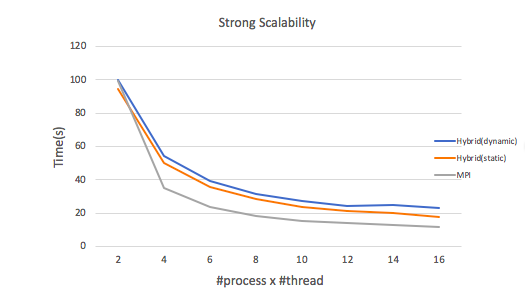 Strong Scalability
120
100
80
60
40
20
0
Time(s)
2 4 6 8 10 12 14 16
#process x #thread
Hybrid(dynamic)
Hybrid(static)
MPI